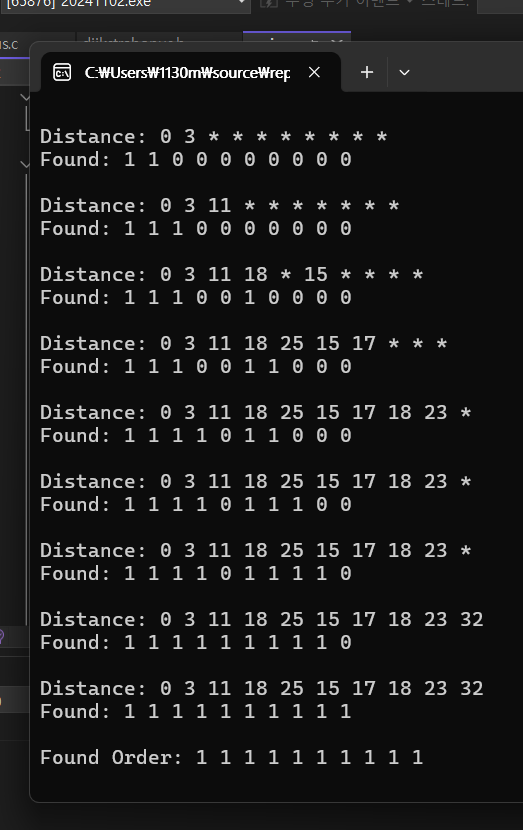 [65876] 20241102.exe
s.c
C:₩Users₩1130m₩source₩rep
Distance: 0 3 * * * * * * * *
Found: 1 1 0 0 0 0 0 0 0 0
Distance: 0 3 11 * * * * * * *
Found: 1 1 1 0 0 0 0 0 0 0
Distance: 0 3 11 18 * 15 * * * *
Found: 1 1 1 0 0 1 0 0 0 0
Distance: 0 3 11 18 25 15 17 * * *
Found: 1 1 1 0 0 1 1 0 0 0
Distance: 0 3 11 18 25 15 17 18 23 *
Found: 1 1 1 1 0 1 1 0 0 0
Distance: 0 3 11 18 25 15 17 18 23 *
Found: 1 1 1 1 0 1 1 1 0 0
Distance: 0 3 11 18 25 15 17 18 23 *
Found: 1 1 1 1 0 1 1 1 1 0
Distance: 0 3 11 18 25 15 17 18 23 32
Found: 1 1 1 1 1 1 1 1 1 0
Distance: 0 3 11 18 25 15 17 18 23 32
Found: 1 1 1 1 1 1 1 1 1 1
Found Order: 1 1 1 1 1 1 1 1 1 1